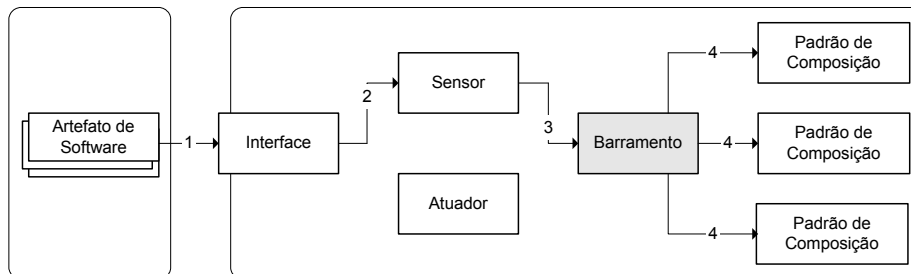 Artefato de
Software
1
Interface
2
Sensor
Atuador
3
Barramento
4
Padrão de
Composição
4
Padrão de
Composição
4
Padrão de
Composição